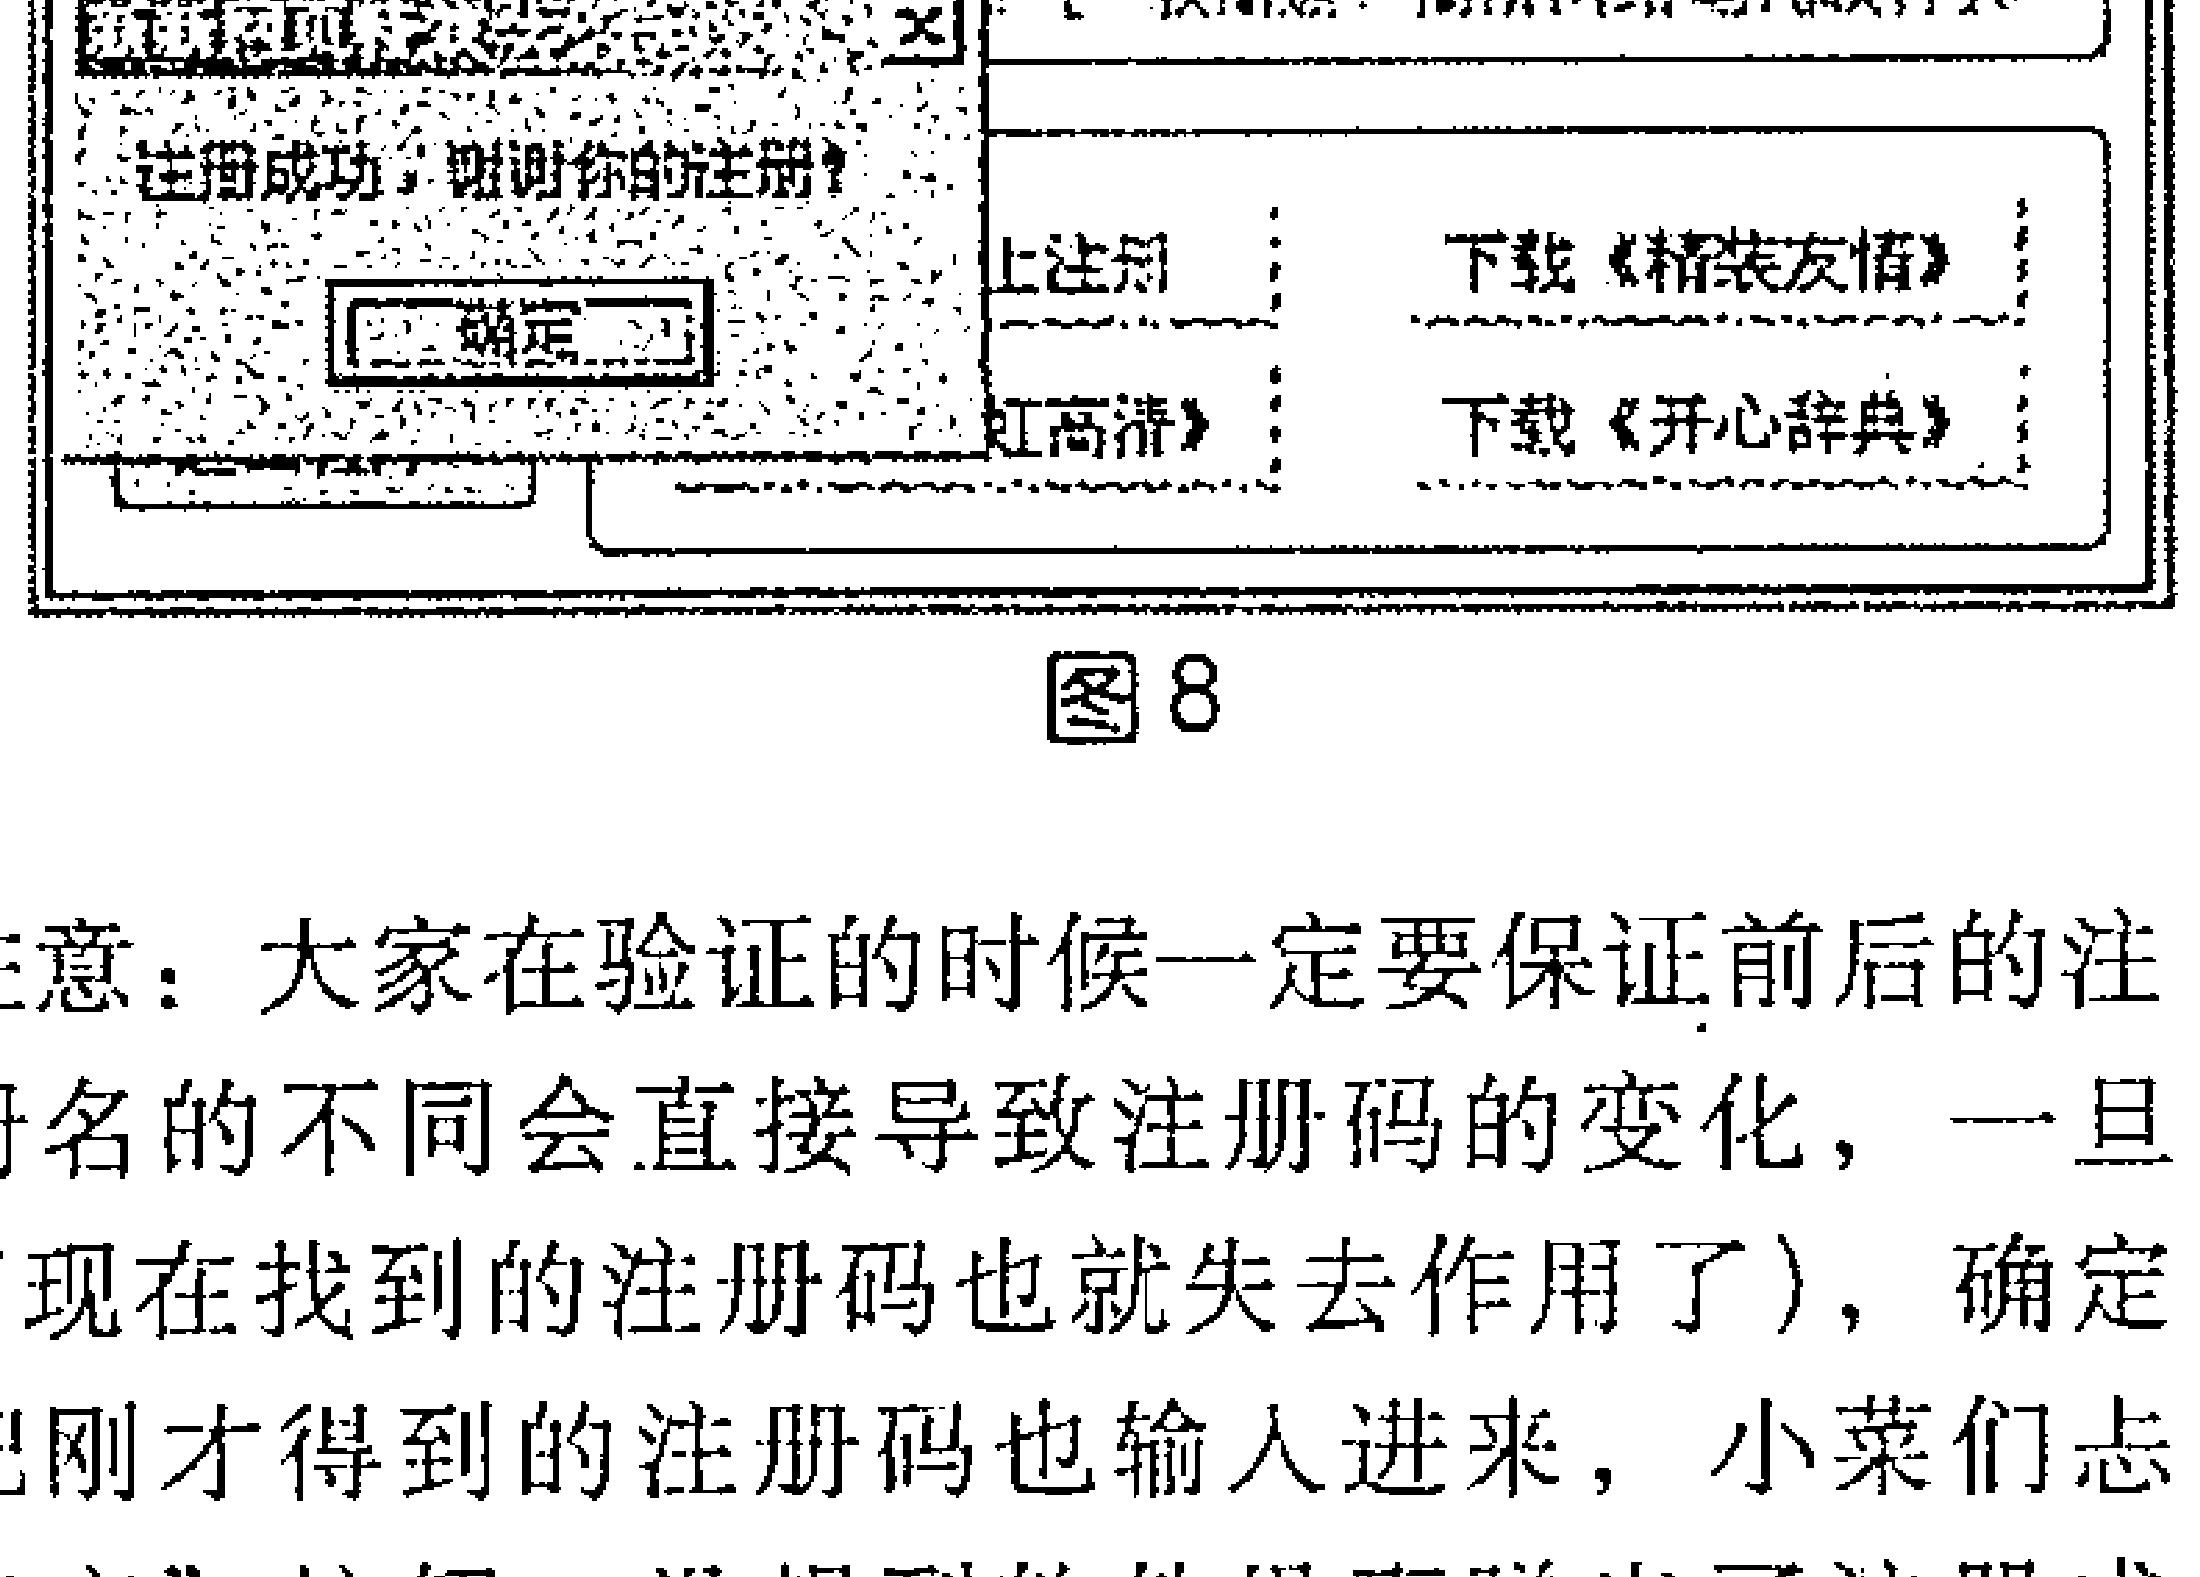 注册成功，谢谢你的注册！
上注册
下载《精装友情》
确定
虹高清》
下载《开心辞典》
图8
注意：大家在验证的时候一定要保证前后的注
册名的不同会直接导致注册码的变化，一旦
现在找到的注册码也就失去作用了），确定
把刚才得到的注册码也输入进来，小菜们忐